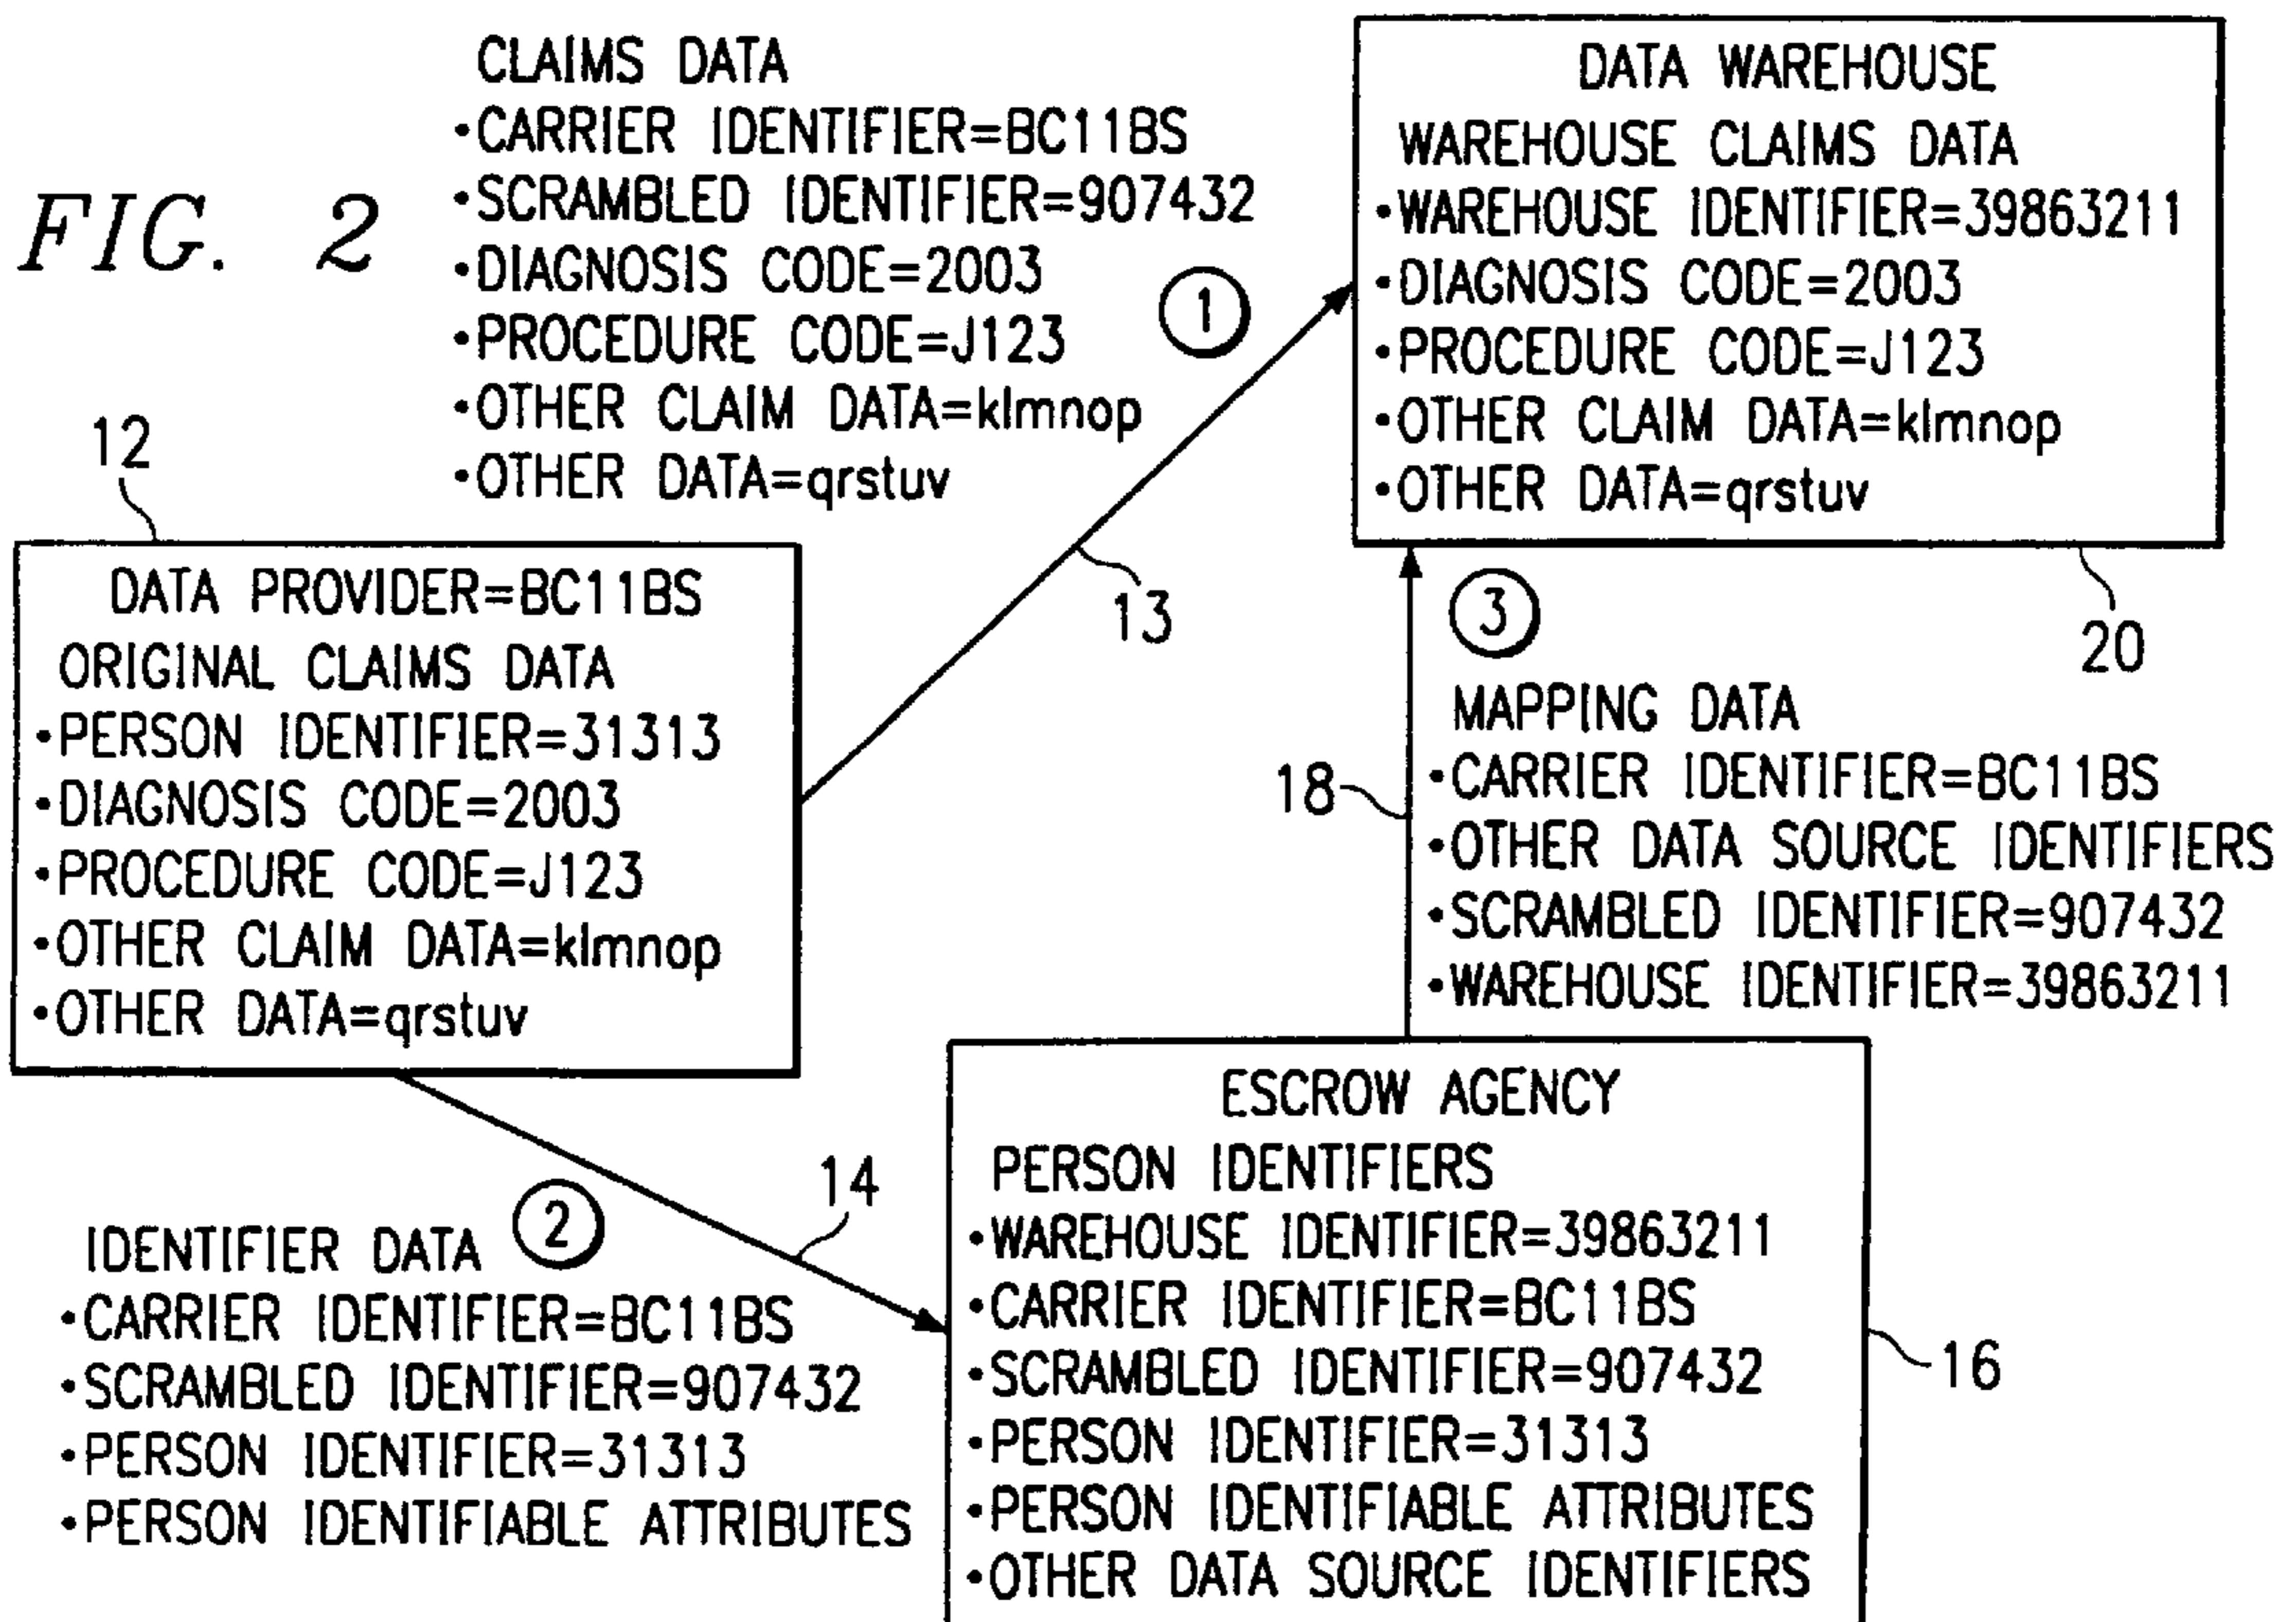 FIG. 2
CLAIMS DATA
•CARRIER IDENTIFIER=BC11BS
•SCRAMBLED IDENTIFIER=907432
•DIAGNOSIS CODE=2003
•PROCEDURE CODE=J123
•OTHER CLAIM DATA=klmnop
•OTHER DATA=qrstuv
1
13
DATA WAREHOUSE
WAREHOUSE CLAIMS DATA
•WAREHOUSE IDENTIFIER=39863211
•DIAGNOSIS CODE=2003
•PROCEDURE CODE=J123
•OTHER CLAIM DATA=klmnop
•OTHER DATA=qrstuv
20
12
DATA PROVIDER=BC11BS
ORIGINAL CLAIMS DATA
•PERSON IDENTIFIER=31313
•DIAGNOSIS CODE=2003
•PROCEDURE CODE=J123
•OTHER CLAIM DATA=klmnop
•OTHER DATA=qrstuv
3
18
MAPPING DATA
•CARRIER IDENTIFIER=BC11BS
•OTHER DATA SOURCE IDENTIFIERS
•SCRAMBLED IDENTIFIER=907432
•WAREHOUSE IDENTIFIER=39863211
2
14
IDENTIFIER DATA
•CARRIER IDENTIFIER=BC11BS
•SCRAMBLED IDENTIFIER=907432
•PERSON IDENTIFIER=31313
•PERSON IDENTIFIABLE ATTRIBUTES
ESCROW AGENCY
PERSON IDENTIFIERS
•WAREHOUSE IDENTIFIER=39863211
•CARRIER IDENTIFIER=BC11BS
•SCRAMBLED IDENTIFIER=907432
•PERSON IDENTIFIER=31313
•PERSON IDENTIFIABLE ATTRIBUTES
•OTHER DATA SOURCE IDENTIFIERS
16